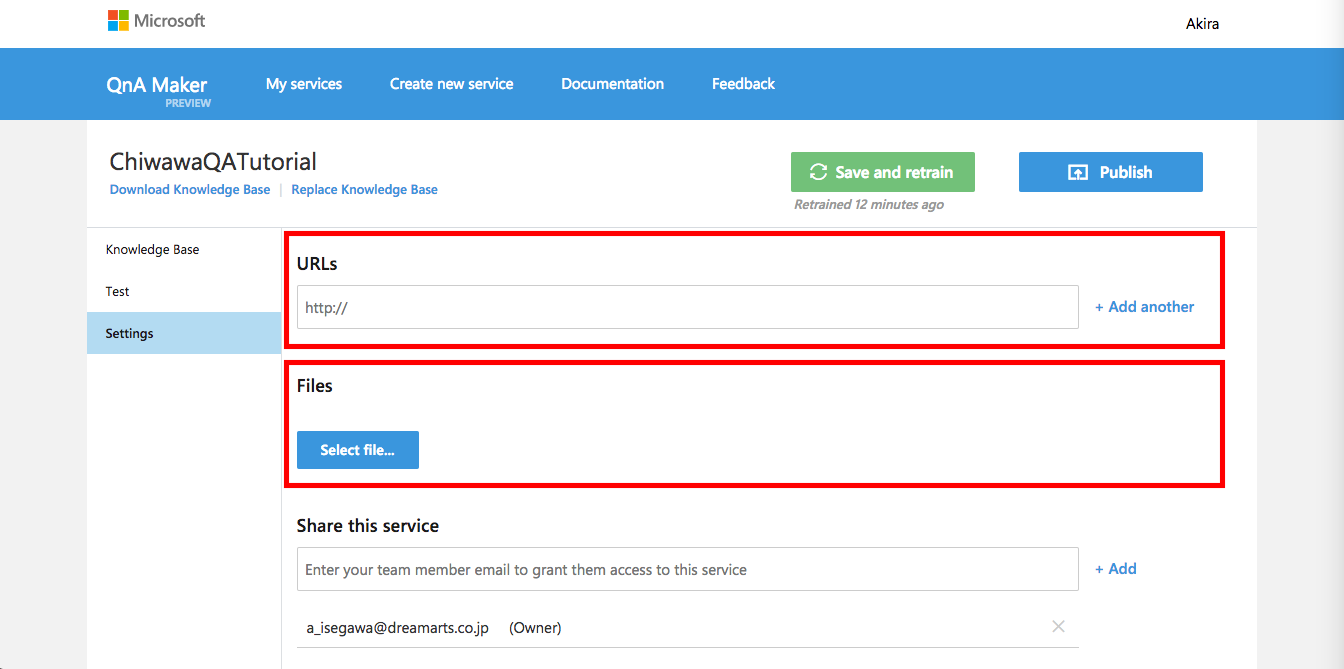 Microsoft
Akira
QnA Maker
PREVIEW
My services
Create new service
Documentation
Feedback
ChiwawaQATutorial
Download Knowledge Base | Replace Knowledge Base
Save and retrain
Retrained 12 minutes ago
Publish
Knowledge Base
Test
Settings
URLs
http://
+ Add another
Files
Select file...
Share this service
Enter your team member email to grant them access to this service
+ Add
a_isegawa@dreamarts.co.jp (Owner)